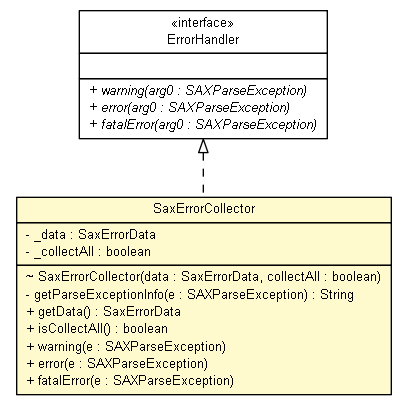 «interface»
ErrorHandler
+ warning(arg0 : SAXParseException)
+ error(arg0 : SAXParseException)
+ fatalError(arg0 : SAXParseException)
SaxErrorCollector
- _data : SaxErrorData
- _collectAll : boolean
~ SaxErrorCollector(data : SaxErrorData, collectAll : boolean)
- getParseExceptionInfo(e : SAXParseException) : String
+ getData() : SaxErrorData
+ isCollectAll() : boolean
+ warning(e : SAXParseException)
+ error(e : SAXParseException)
+ fatalError(e : SAXParseException)